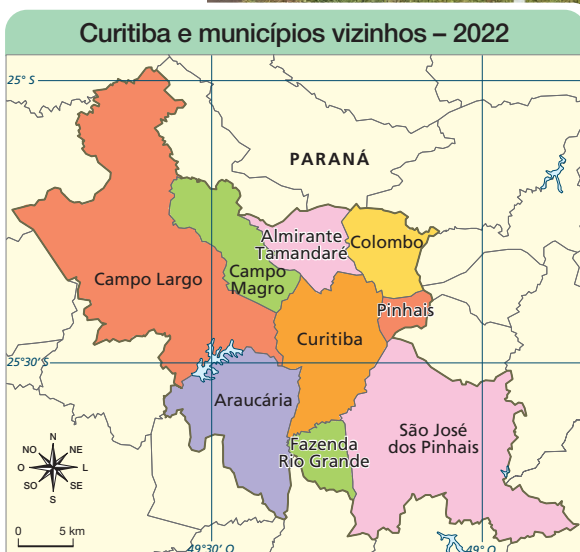 Curitiba e municípios vizinhos – 2022
25° S
PARANÁ
Almirante
Tamandaré
Colombo
Campo Largo
Campo
Magro
Pinhais
Curitiba
25°30' S
Araucária
São José
dos Pinhais
Fazenda
Rio Grande
N
NO NE
O L
SO SE
S
0 5 km
49°30' O
49° O